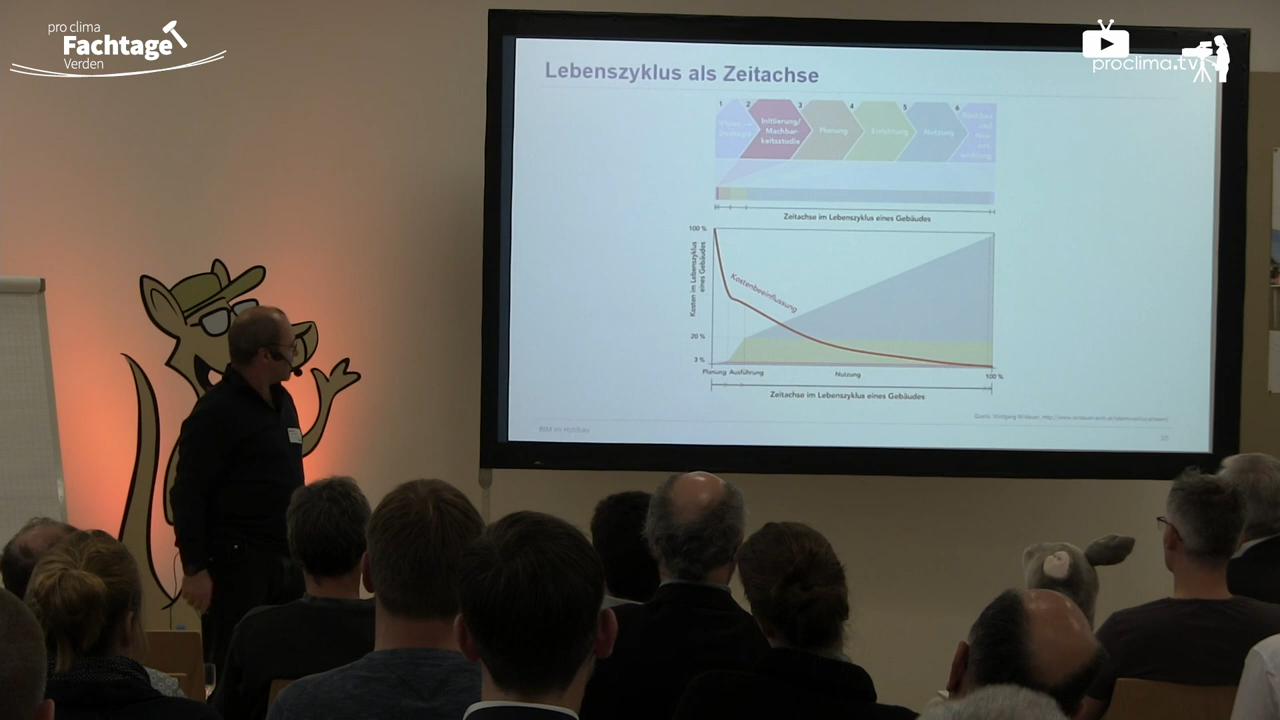 pro clima
Fachtage
Verden
proclima.tv
Lebenszyklus als Zeitachse
1 2 3 4 5 6
Initiierung/
Machbar-
keitsstudie
Planung
Errichtung
Nutzung
Zeitachse im Lebenszyklus eines Gebäudes
100 %
Kosten im Lebenszyklus
eines Gebäudes
Kostenbeeinflussung
20 %
3 %
Planung Ausführung Nutzung 100 %
Zeitachse im Lebenszyklus eines Gebäudes
BIM im Holzbau